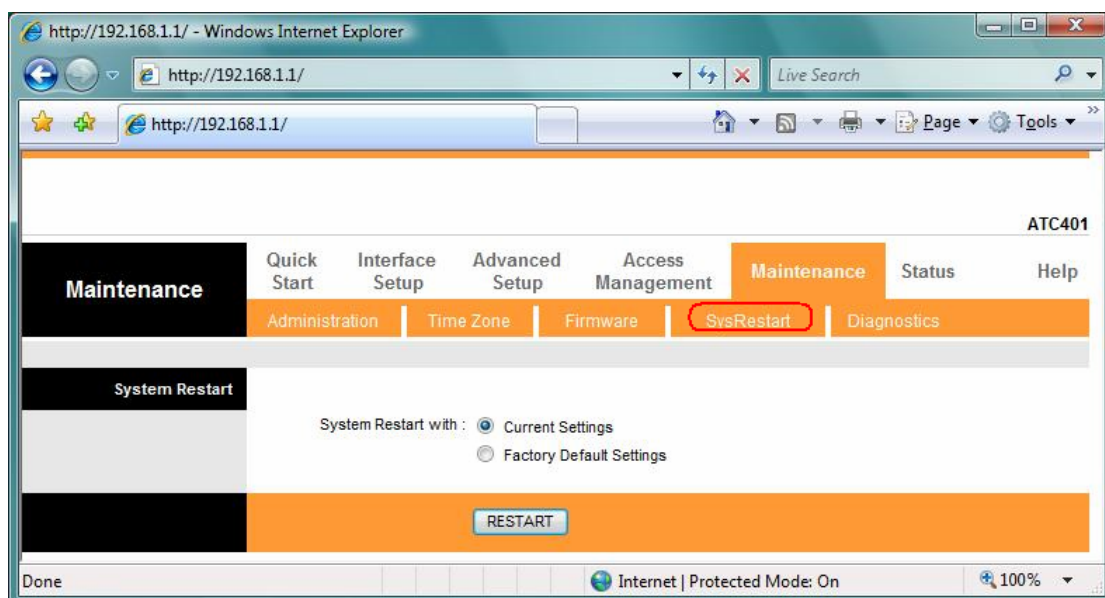 http://192.168.1.1/ - Windows Internet Explorer
http://192.168.1.1/
Live Search
http://192.168.1.1/
Page
Tools
ATC401
Maintenance
Quick Start
Interface Setup
Advanced Setup
Access Management
Maintenance
Status
Help
Administration
Time Zone
Firmware
SysRestart
Diagnostics
System Restart
System Restart with :
Current Settings
Factory Default Settings
RESTART
Done
Internet | Protected Mode: On
100%